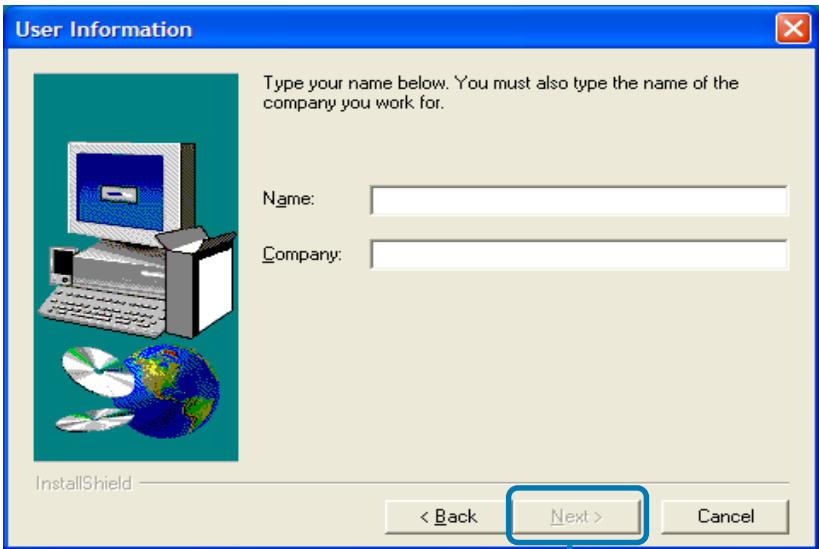 User Information
Type your name below. You must also type the name of the
company you work for.
Name:
Company:
InstallShield
< Back
Next >
Cancel